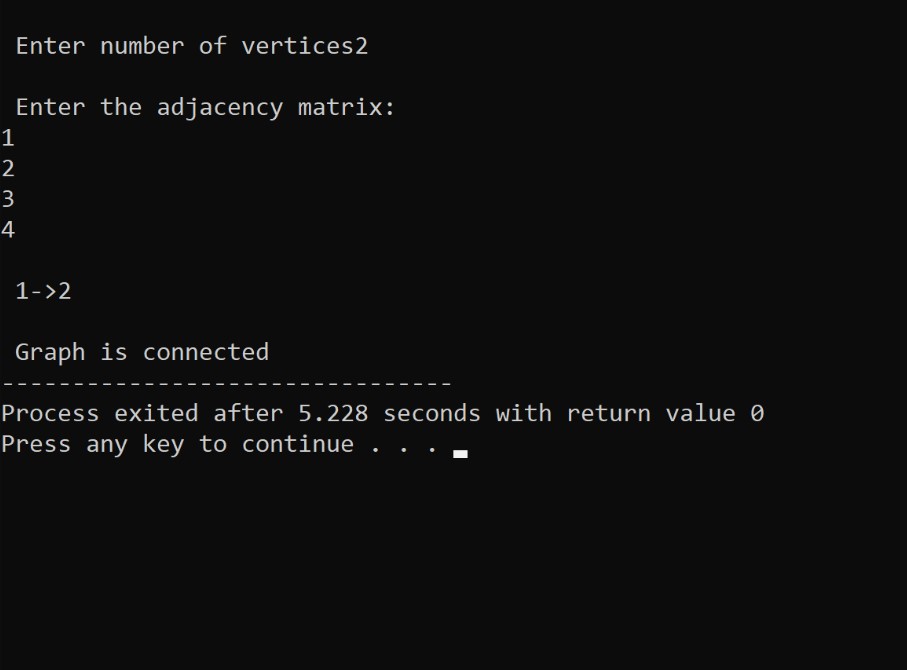 Enter number of vertices2
Enter the adjacency matrix:
1
2
3
4
1->2
Graph is connected
--------------------------------
Process exited after 5.228 seconds with return value 0
Press any key to continue . . .